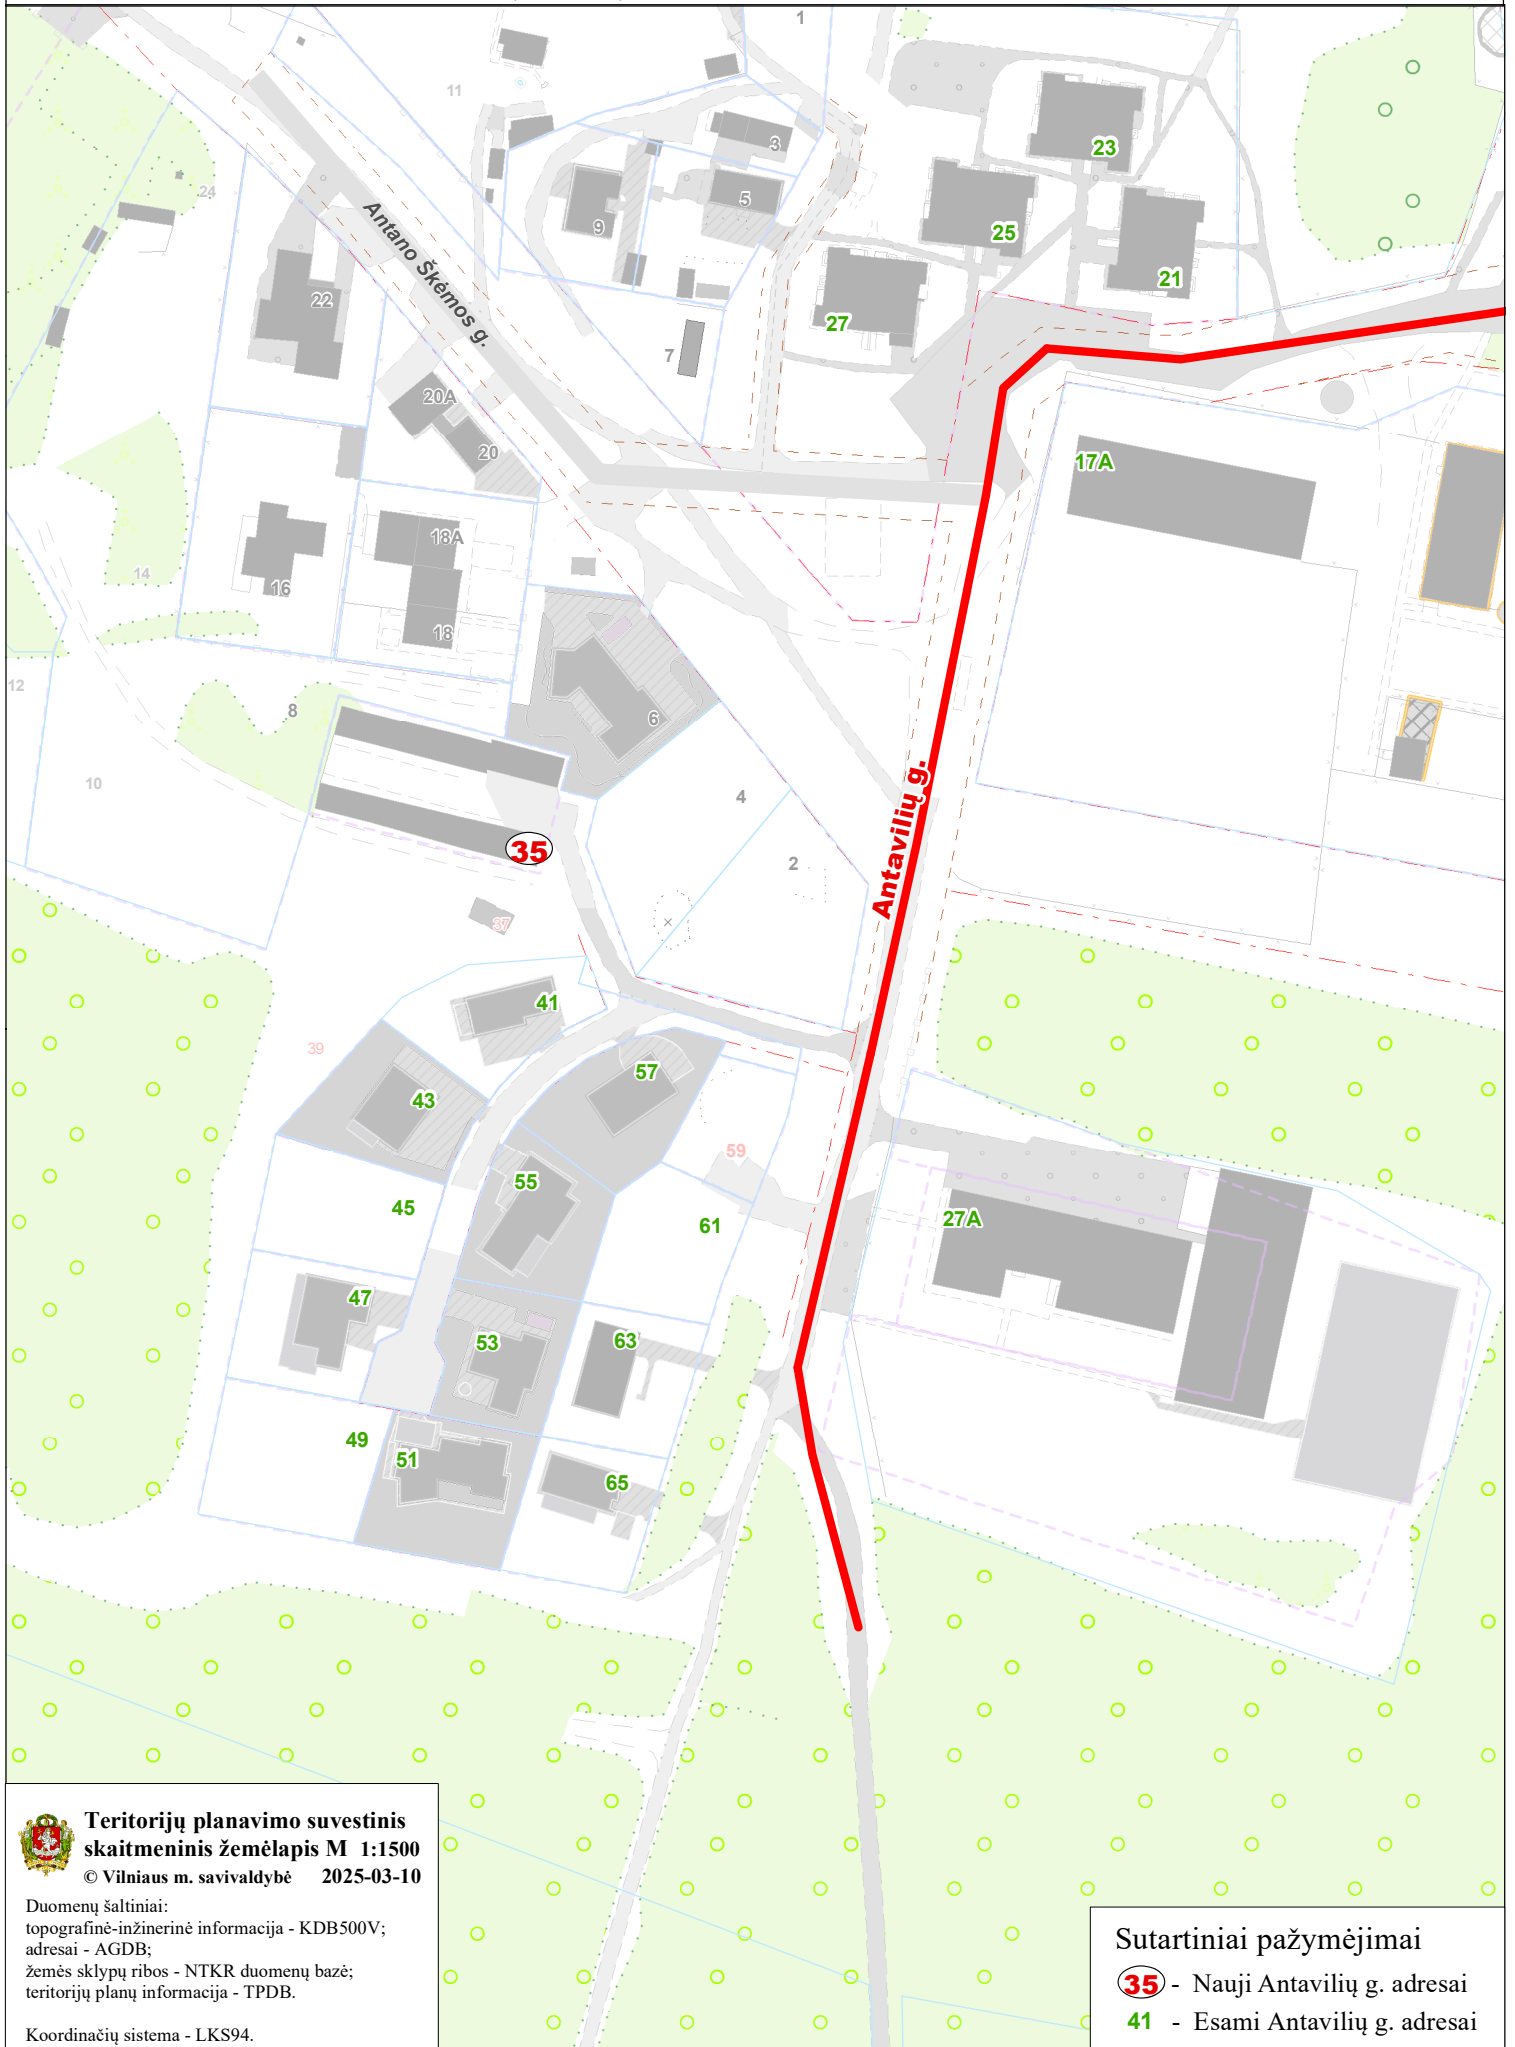 1
11
3
23
24
5
9
25
Antano Škėmos g.
21
22
27
7
20A
20
17A
18A
14
16
18
12
8
6
10
4
Antavilių g.
35
2
37
41
39
57
43
59
55
45
61
27A
47
53
63
49
51
65
Teritorijų planavimo suvestinis
skaitmeninis žemėlapis M 1:1500
© Vilniaus m. savivaldybė 2025-03-10
Duomenų šaltiniai:
topografinė-inžinerinė informacija - KDB500V;
adresai - AGDB;
žemės sklypų ribos - NTKR duomenų bazė;
teritorijų planų informacija - TPDB.
Koordinačių sistema - LKS94.
Sutartiniai pažymėjimai
35 - Nauji Antavilių g. adresai
41 - Esami Antavilių g. adresai